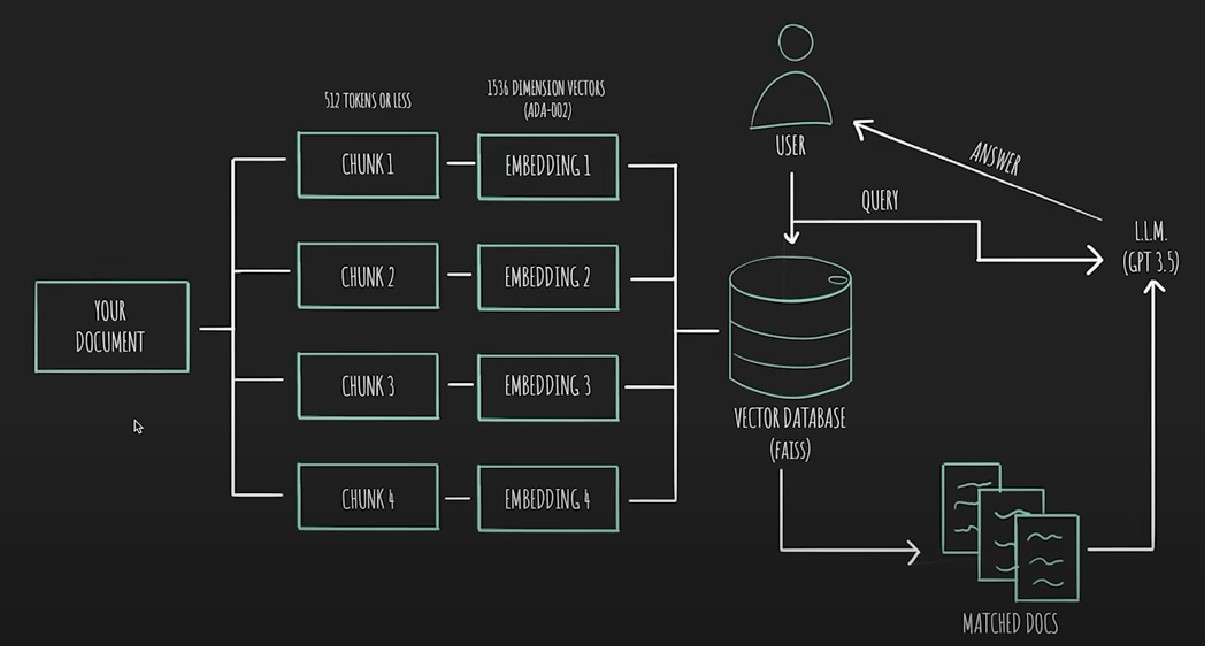 512 TOKENS OR LESS
1536 DIMENSION VECTORS
(ADA-002)
YOUR
DOCUMENT
CHUNK 1
EMBEDDING 1
CHUNK 2
EMBEDDING 2
CHUNK 3
EMBEDDING 3
CHUNK 4
EMBEDDING 4
USER
QUERY
ANSWER
L.L.M.
(GPT 3.5)
VECTOR DATABASE
(FAISS)
MATCHED DOCS